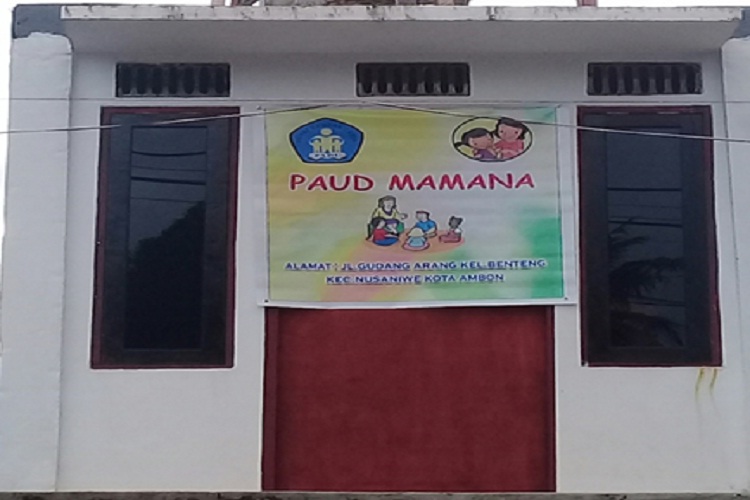 PAUD MAMANA
ALAMAT : JL.GUDANG ARANG KEL.BENTENG
KEC NUSANIWE KOTA AMBON